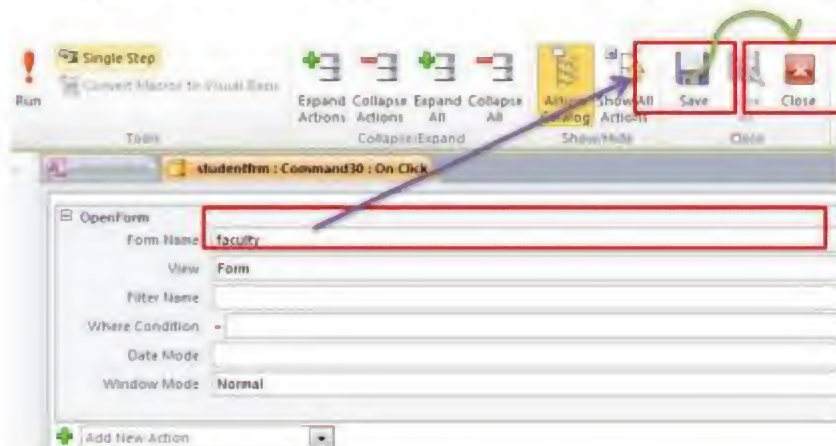 Single Step
Convert Macros to Visual Basic
Run
Expand Actions Collapse Actions Expand All Collapse All
Action Catalog Show All Actions
Save
Close
Tools
Collapse/Expand
Show/Hide
Close
studentfrm : Command30 : On Click
OpenForm
Form Name faculty
View Form
Filter Name
Where Condition =
Data Mode
Window Mode Normal
Add New Action